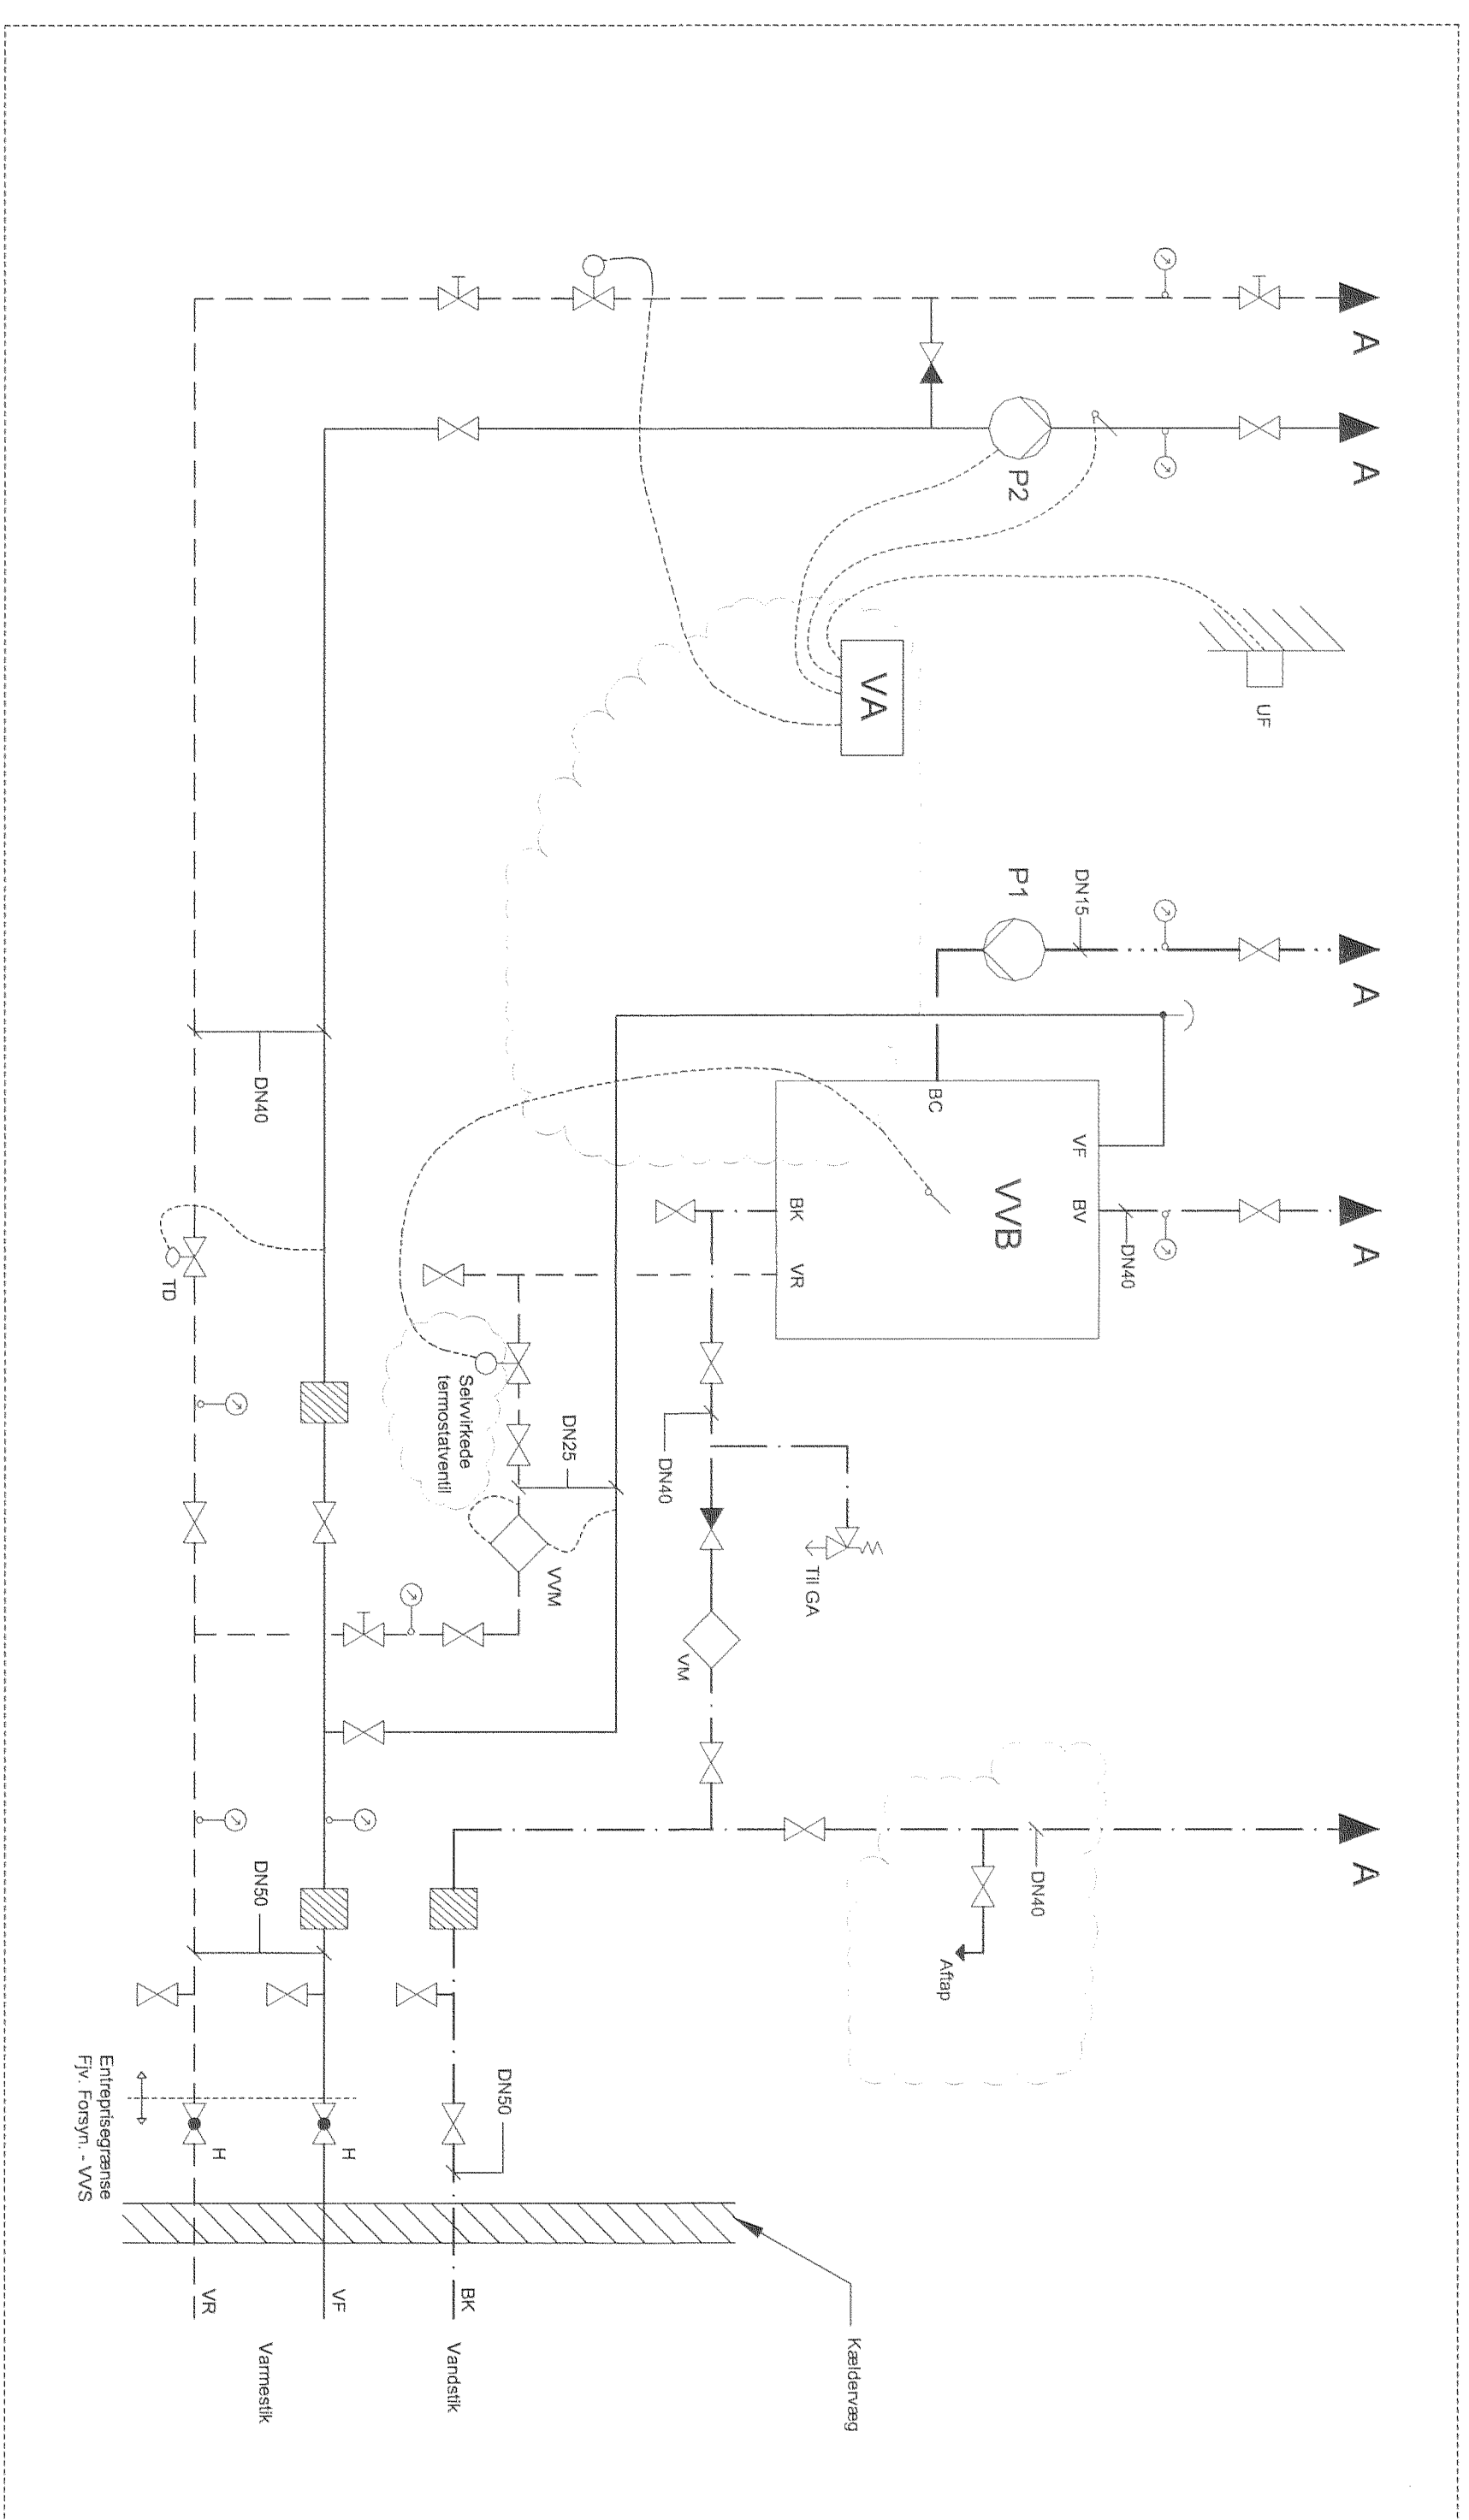 A
A
A
A
A
UF
DN40
DN15
VF
BV
DN40
P2
P1
VVB
Aftap
BC
VA
Kældervæg
Til GA
BK
VR
VM
DN40
DN25
VVM
DN50
Selvvirkede
termostatventil
BK
Vandstik
H
VF
DN40
DN50
Varmestik
H
VR
TD
Entreprisegrænse
Fjv. Forsyn. - VVS